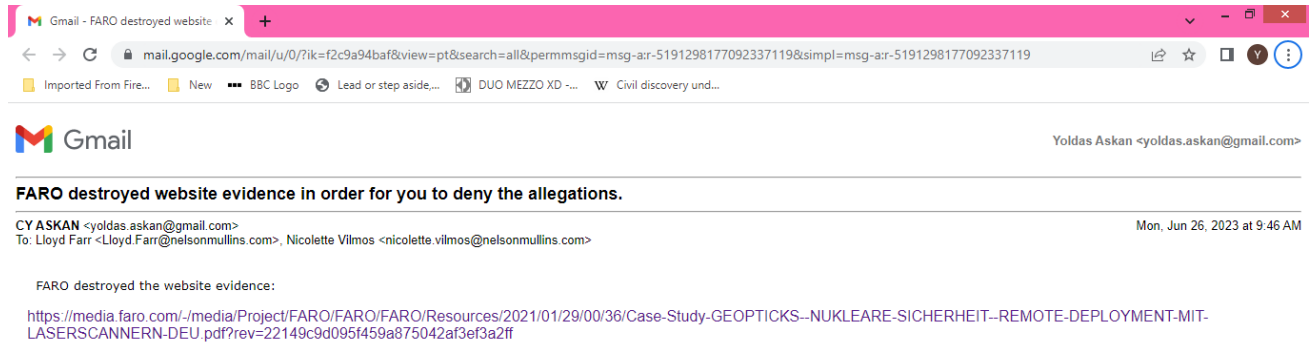 Gmail - FARO destroyed website
mail.google.com/mail/u/0/?ik=f2c9a94baf&view=pt&search=all&permmsgid=msg-a:r-5191298177092337119&simpl=msg-a:r-5191298177092337119
Y
Imported From Fire... New BBC Logo Lead or step aside,... DUO MEZZO XD -... W Civil discovery und...
Gmail
Yoldas Askan <yoldas.askan@gmail.com>
FARO destroyed website evidence in order for you to deny the allegations.
CY ASKAN <yoldas.askan@gmail.com> Mon, Jun 26, 2023 at 9:46 AM
To: Lloyd Farr <Lloyd.Farr@nelsonmullins.com>, Nicolette Vilmos <nicolette.vilmos@nelsonmullins.com>
FARO destroyed the website evidence:
https://media.faro.com/-/media/Project/FARO/FARO/FARO/Resources/2021/01/29/00/36/Case-Study-GEOPTICKS--NUKLEARE-SICHERHEIT--REMOTE-DEPLOYMENT-MIT-
LASERSCANNERN-DEU.pdf?rev=22149c9d095f459a875042af3ef3a2ff